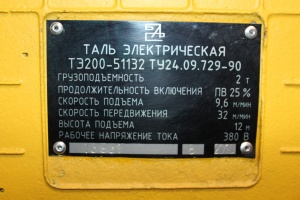 ТАЛЬ ЭЛЕКТРИЧЕСКАЯ
ТЭ200-51132 ТУ24.09.729-90
ГРУЗОПОДЪЕМНОСТЬ 2 т
ПРОДОЛЖИТЕЛЬНОСТЬ ВКЛЮЧЕНИЯ ПВ 25%
СКОРОСТЬ ПОДЪЕМА 9,6 м/мин
СКОРОСТЬ ПЕРЕДВИЖЕНИЯ 32 м/мин
ВЫСОТА ПОДЪЕМА 12 м
РАБОЧЕЕ НАПРЯЖЕНИЕ ТОКА 380 В